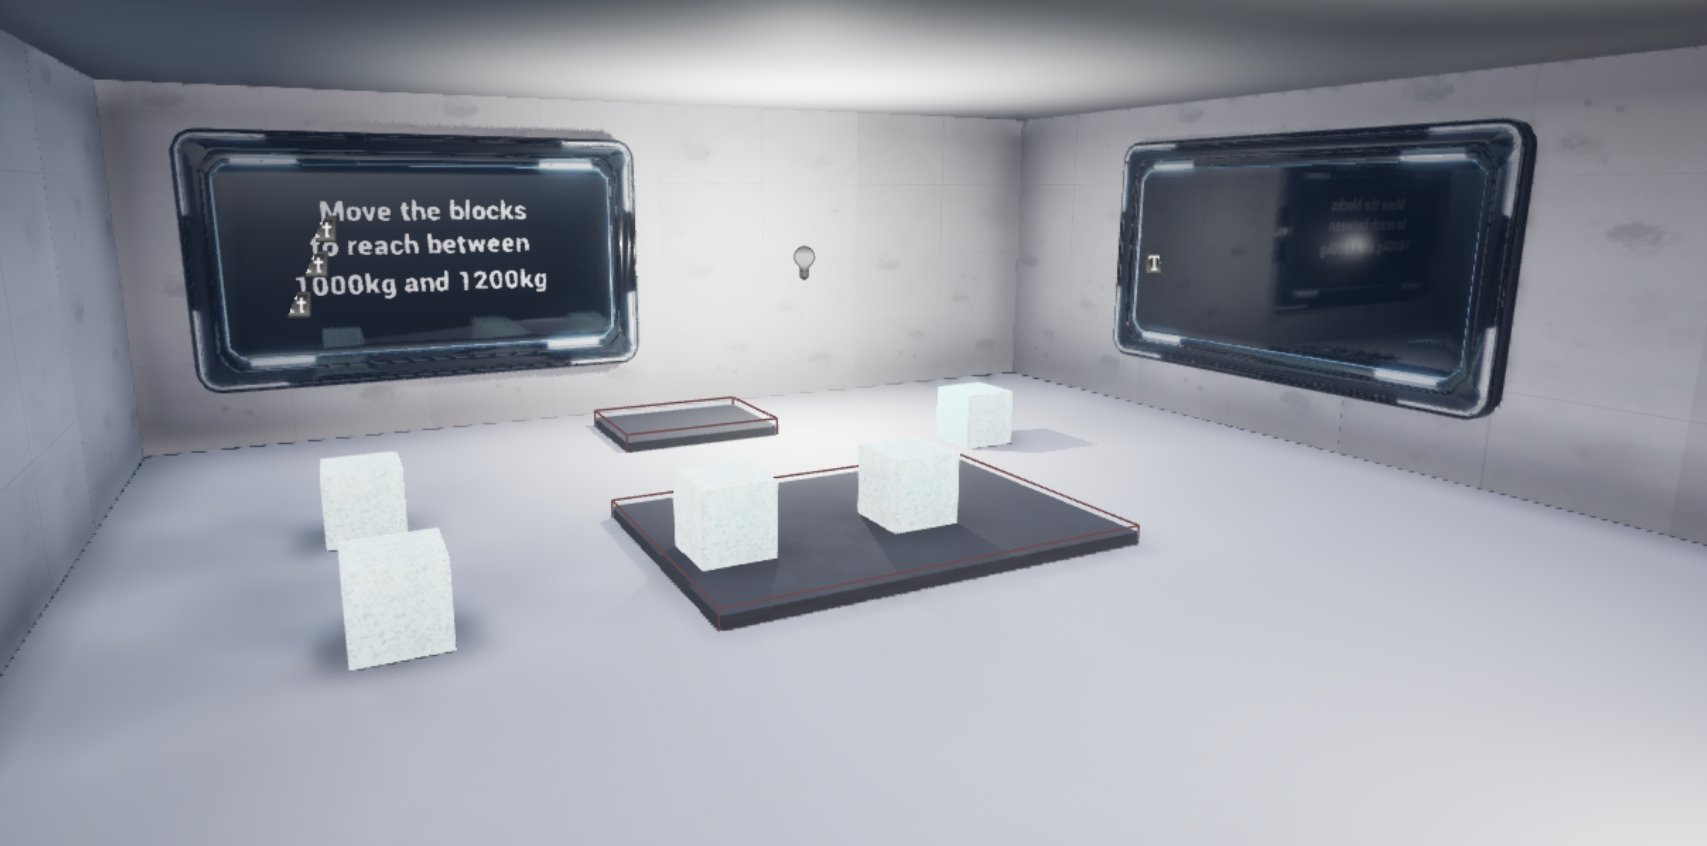 Move the blocks
to reach between
1000kg and 1200kg
T